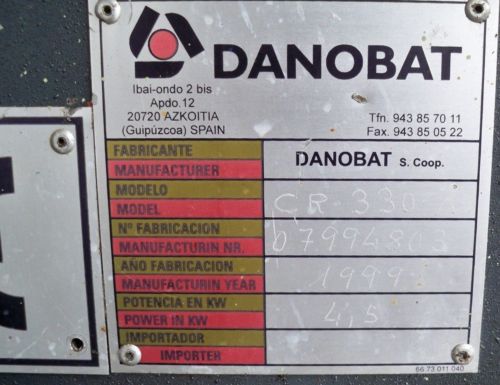 DANOBAT
Ibai-ondo 2 bis
Apdo.12
20720 AZKOITIA
(Guipúzcoa) SPAIN
Tfn. 943 85 70 11
Fax. 943 85 05 22
FABRICANTE
MANUFACTURER
DANOBAT S. Coop.
MODELO
MODEL
CR 330
Nº FABRICACION
MANUFACTURIN NR.
AÑO FABRICACION
MANUFACTURIN YEAR
1999
POTENCIA EN KW
POWER IN KW
4,5
IMPORTADOR
IMPORTER
66 73 011 040